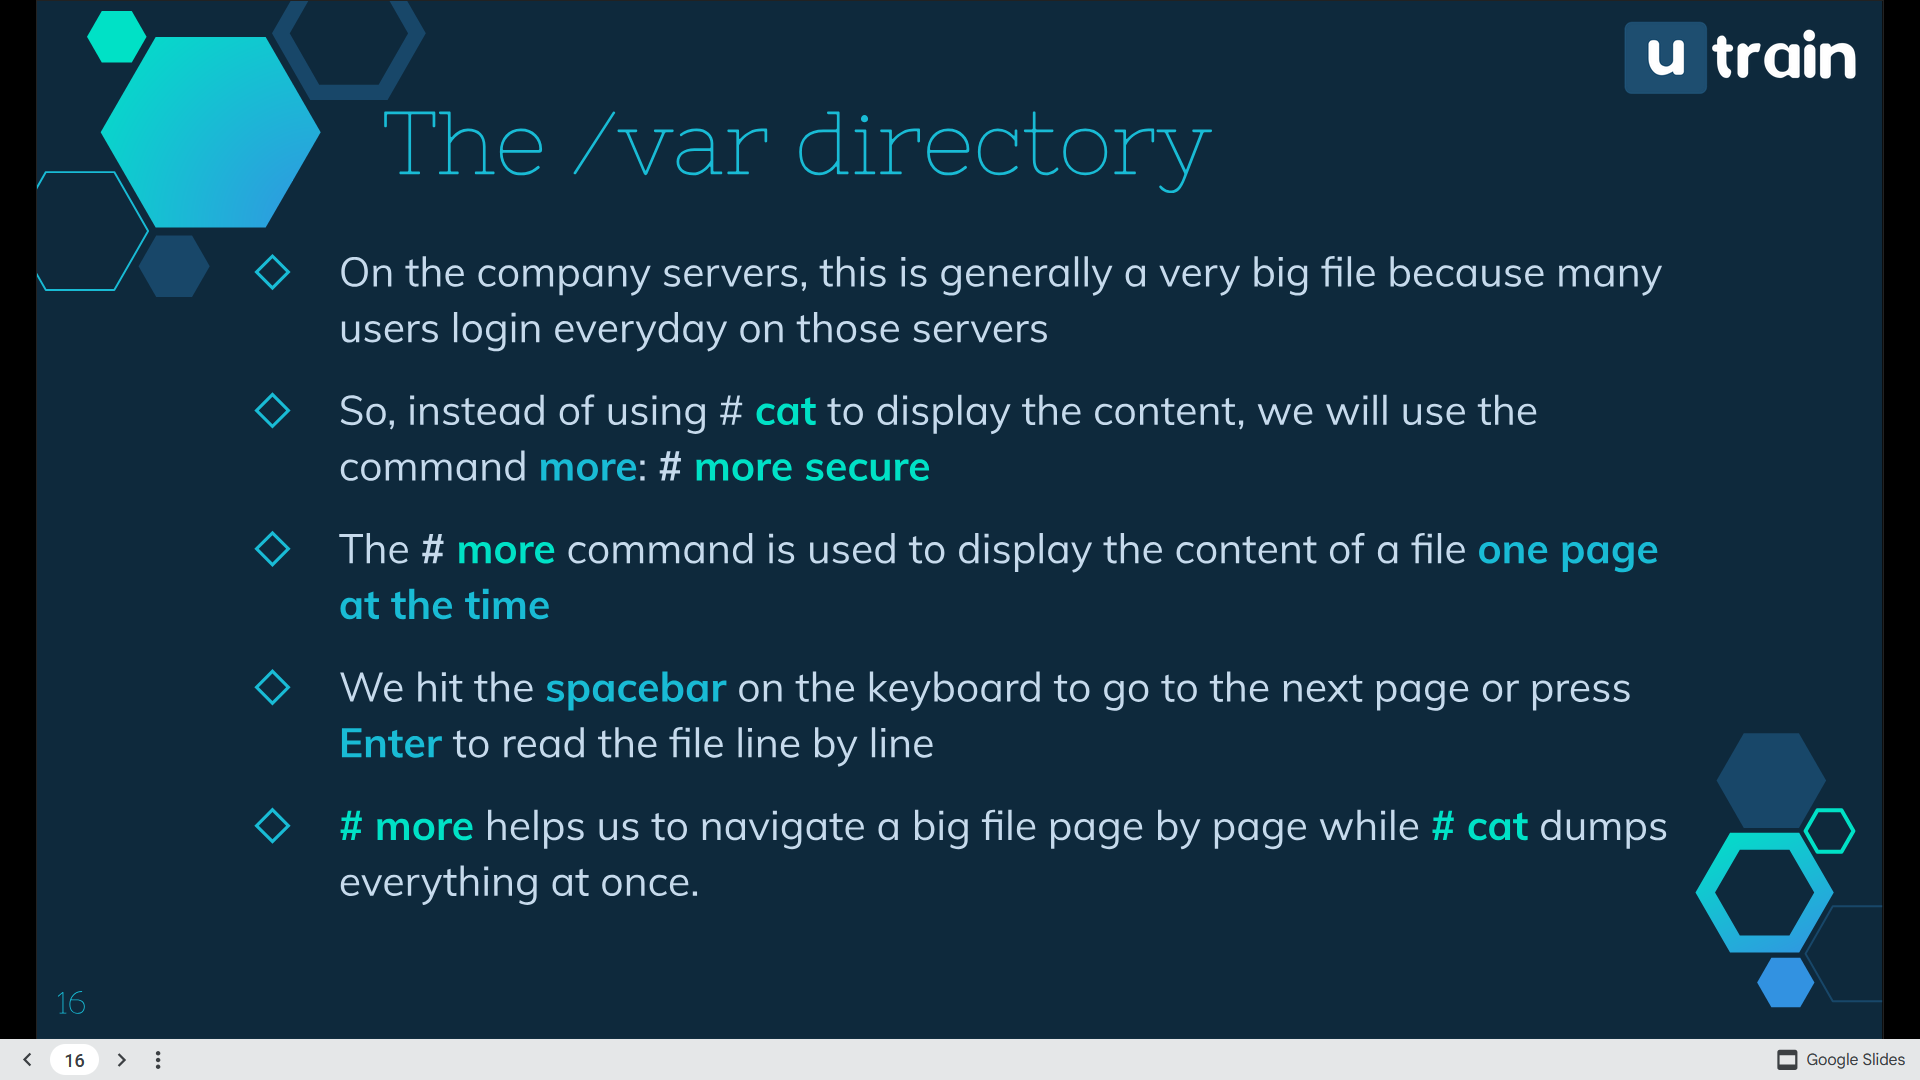 u train
The /var directory
On the company servers, this is generally a very big file because many
users login everyday on those servers
So, instead of using # cat to display the content, we will use the
command more: # more secure
The # more command is used to display the content of a file one page
at the time
We hit the spacebar on the keyboard to go to the next page or press
Enter to read the file line by line
# more helps us to navigate a big file page by page while # cat dumps
everything at once.
16
16
Google Slides